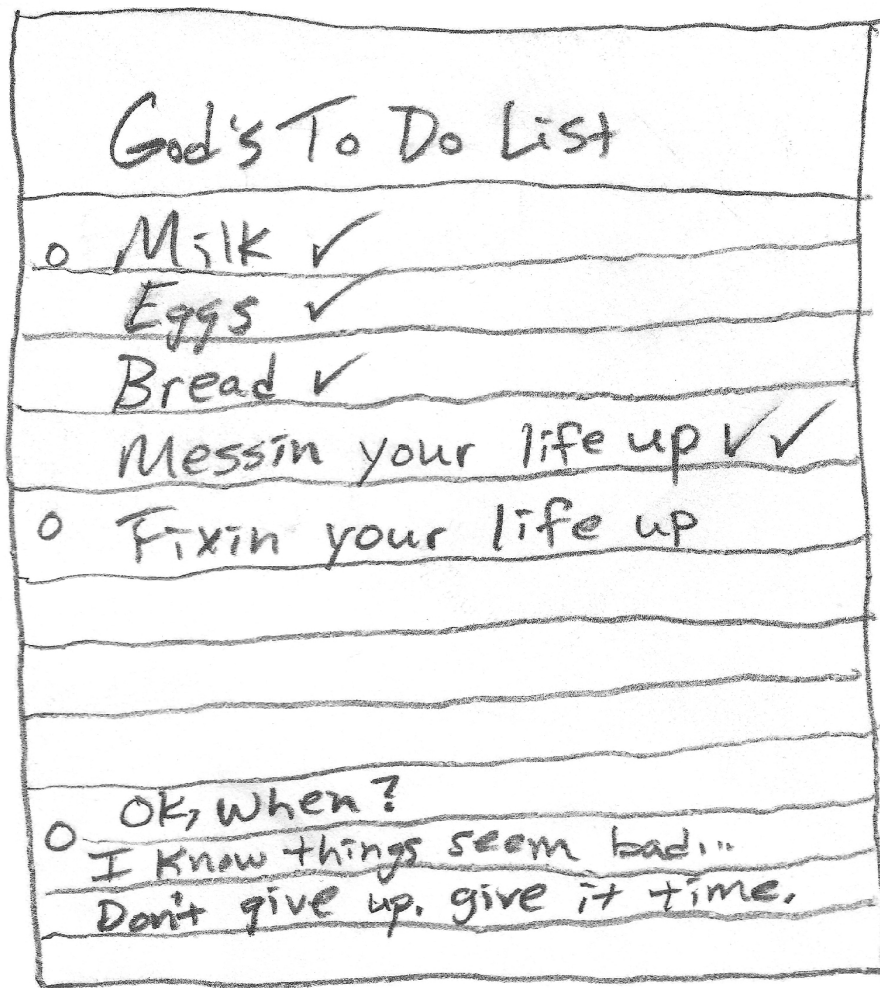 God's To Do List
Milk ✓
Eggs ✓
Bread ✓
Messin your life up ✓✓
Fixin your life up
Ok, when?
I know things seem bad...
Don't give up, give it time.